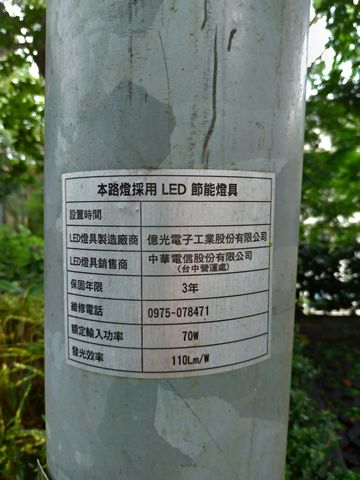 本路燈採用 LED 節能燈具
設置時間
LED燈具製造廠商 億光電子工業股份有限公司
LED燈具銷售商 中華電信股份有限公司
(台中營運處)
保固年限 3年
維修電話 0975-078471
額定輸入功率 70W
發光效率 110Lm/W